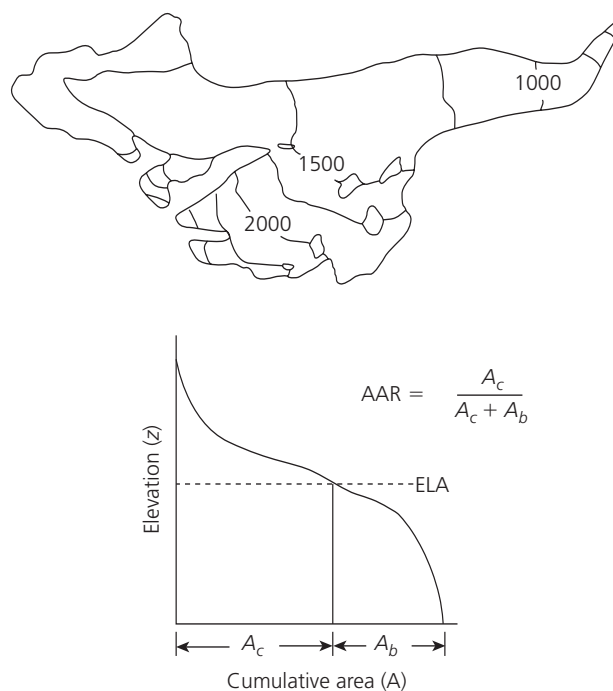 1000
1500
2000
AAR = A_c / A_c + A_b
Elevation (z)
ELA
A_c
A_b
Cumulative area (A)